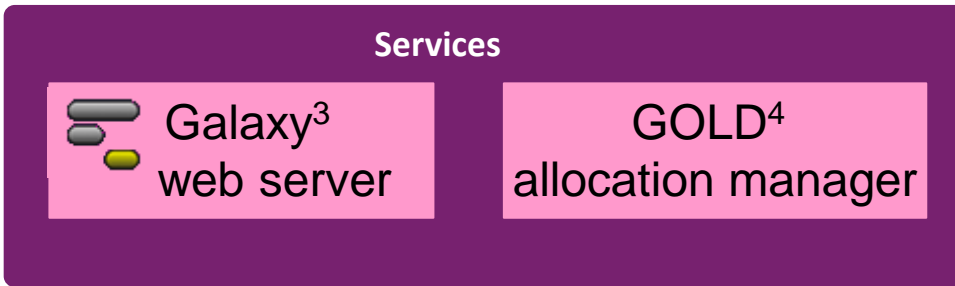 Services
Galaxy³
web server
GOLD⁴
allocation manager